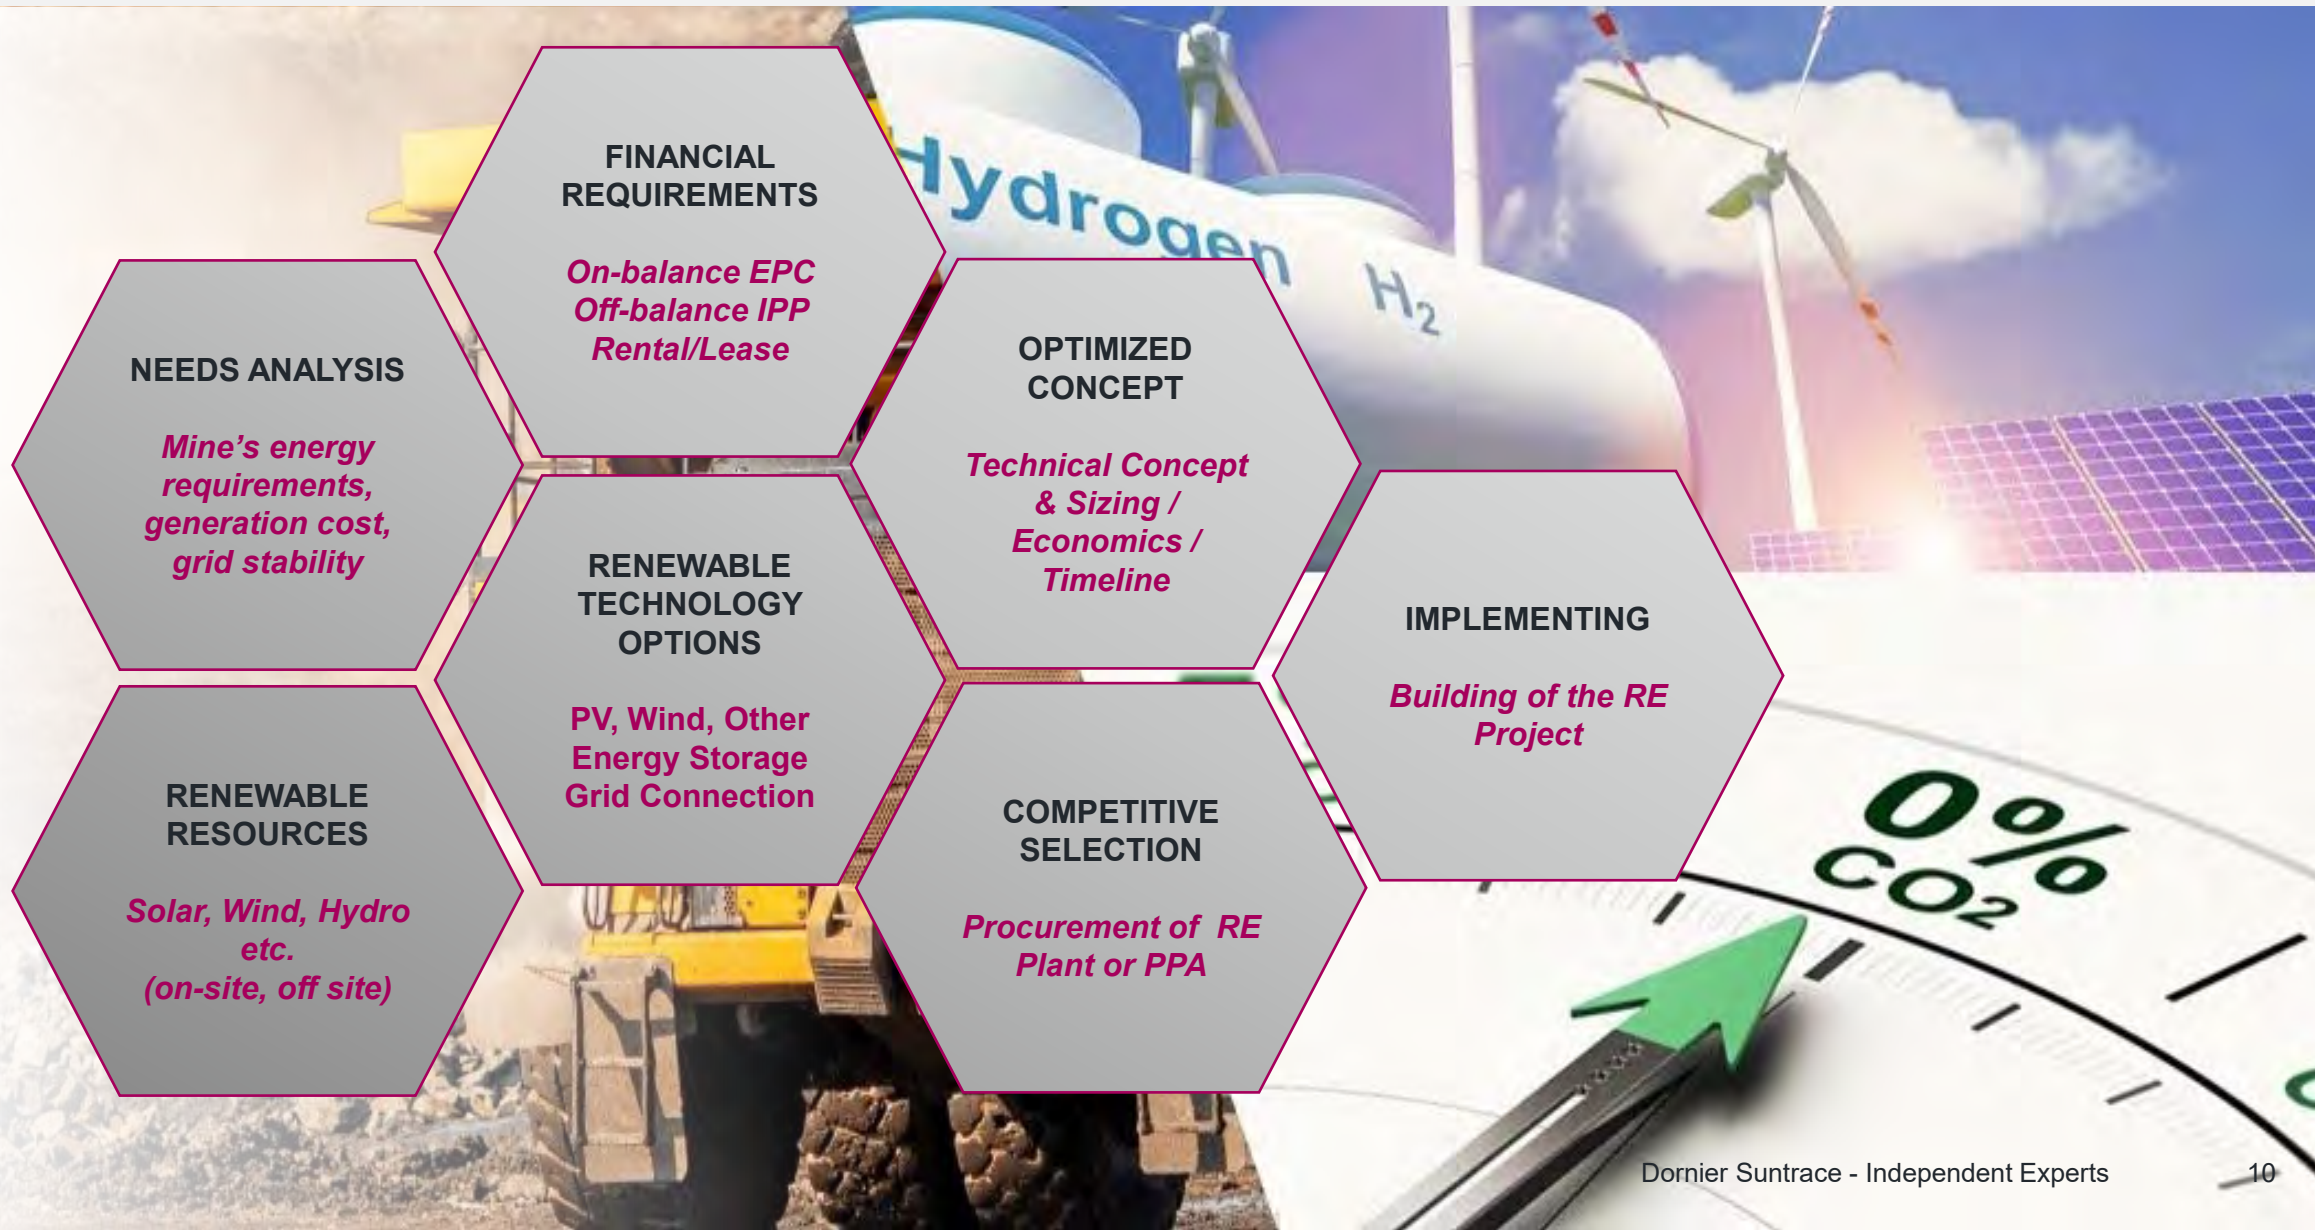 NEEDS ANALYSIS
Mine’s energy
requirements,
generation cost,
grid stability
RENEWABLE
RESOURCES
Solar, Wind, Hydro
etc.
(on-site, off site)
FINANCIAL
REQUIREMENTS
On-balance EPC
Off-balance IPP
Rental/Lease
RENEWABLE
TECHNOLOGY
OPTIONS
PV, Wind, Other
Energy Storage
Grid Connection
OPTIMIZED
CONCEPT
Technical Concept
& Sizing /
Economics /
Timeline
COMPETITIVE
SELECTION
Procurement of  RE
Plant or PPA
IMPLEMENTING
Building of the RE
Project
Hydrogen H2
0%
CO2
Dornier Suntrace - Independent Experts 10